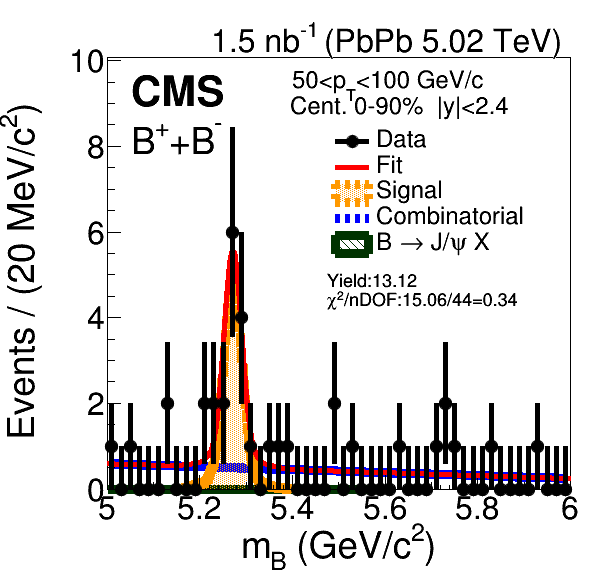 1.5 nb⁻¹ (PbPb 5.02 TeV)
CMS
B⁺+B⁻
50<p_T<100 GeV/c
Cent. 0-90% |y|<2.4
Data
Fit
Signal
Combinatorial
B → J/ψ X
Yield:13.12
χ²/nDOF:15.06/44=0.34
Events / (20 MeV/c²)
10
8
6
4
2
0
5
5.2
5.4
5.6
5.8
6
m_B (GeV/c²)